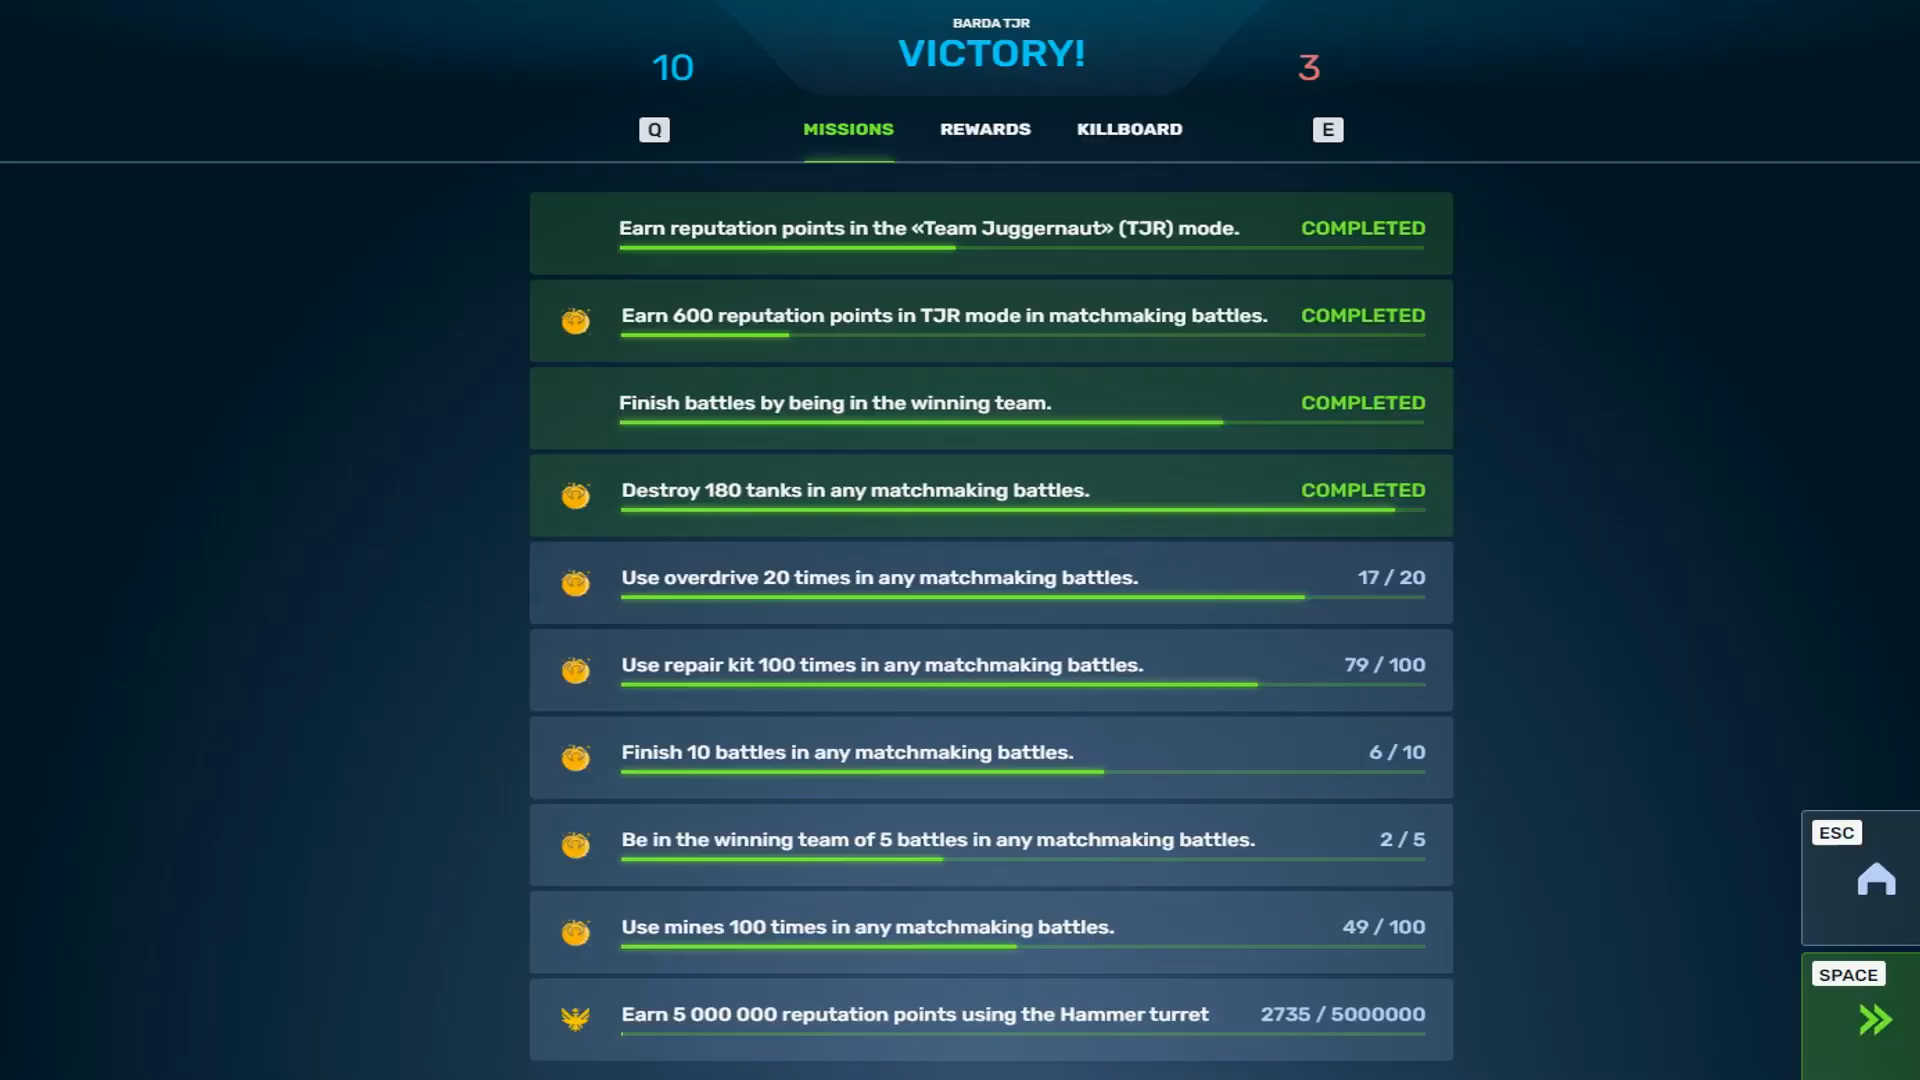 BARDA TJR
VICTORY!
10
3
Q
MISSIONS
REWARDS
KILLBOARD
E
Earn reputation points in the «Team Juggernaut» (TJR) mode. COMPLETED
Earn 600 reputation points in TJR mode in matchmaking battles. COMPLETED
Finish battles by being in the winning team. COMPLETED
Destroy 180 tanks in any matchmaking battles. COMPLETED
Use overdrive 20 times in any matchmaking battles. 17 / 20
Use repair kit 100 times in any matchmaking battles. 79 / 100
Finish 10 battles in any matchmaking battles. 6 / 10
Be in the winning team of 5 battles in any matchmaking battles. 2 / 5
Use mines 100 times in any matchmaking battles. 49 / 100
Earn 5 000 000 reputation points using the Hammer turret 2735 / 5000000
ESC
SPACE